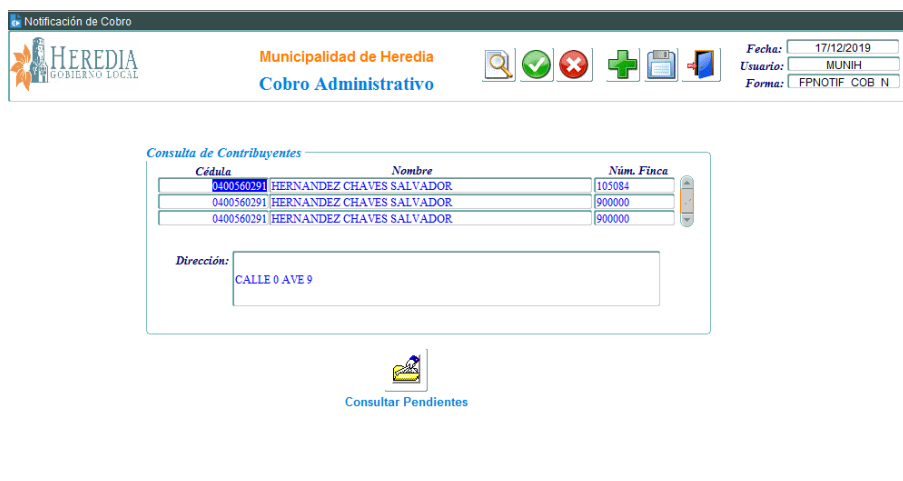 Notificación de Cobro
HEREDIA
GOBIERNO LOCAL
Municipalidad de Heredia
Cobro Administrativo
Fecha: 17/12/2019
Usuario: MUNIH
Forma: FPNOTIF_COB_N
Consulta de Contribuyentes
Cédula Nombre Núm. Finca
0400560291 HERNANDEZ CHAVES SALVADOR 105084
0400560291 HERNANDEZ CHAVES SALVADOR 900000
0400560291 HERNANDEZ CHAVES SALVADOR 900000
Dirección:
CALLE 0 AVE 9
Consultar Pendientes